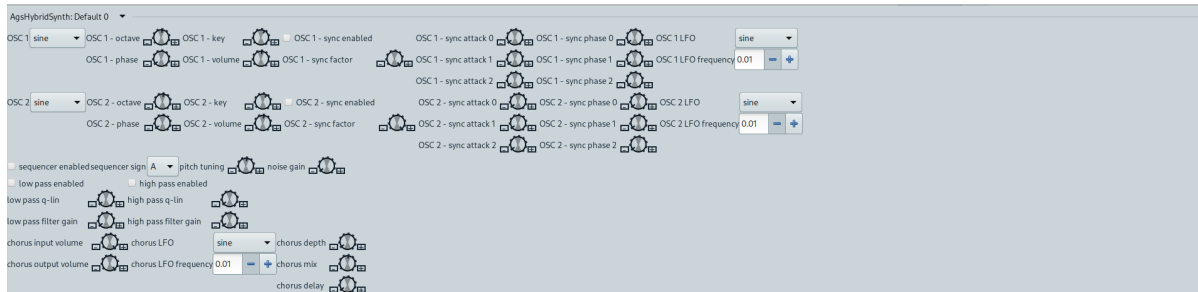 AgsHybridSynth: Default 0
OSC 1 sine OSC 1 - octave OSC 1 - key OSC 1 - sync enabled OSC 1 - sync attack 0 OSC 1 - sync phase 0 OSC 1 LFO sine
OSC 1 - phase OSC 1 - volume OSC 1 - sync factor OSC 1 - sync attack 1 OSC 1 - sync phase 1 OSC 1 LFO frequency 0.01
OSC 1 - sync attack 2 OSC 1 - sync phase 2
OSC 2 sine OSC 2 - octave OSC 2 - key OSC 2 - sync enabled OSC 2 - sync attack 0 OSC 2 - sync phase 0 OSC 2 LFO sine
OSC 2 - phase OSC 2 - volume OSC 2 - sync factor OSC 2 - sync attack 1 OSC 2 - sync phase 1 OSC 2 LFO frequency 0.01
OSC 2 - sync attack 2 OSC 2 - sync phase 2
sequencer enabled sequencer sign A pitch tuning noise gain
low pass enabled high pass enabled
low pass q-lin high pass q-lin
low pass filter gain high pass filter gain
chorus input volume chorus LFO sine chorus depth
chorus output volume chorus LFO frequency 0.01 chorus mix
chorus delay